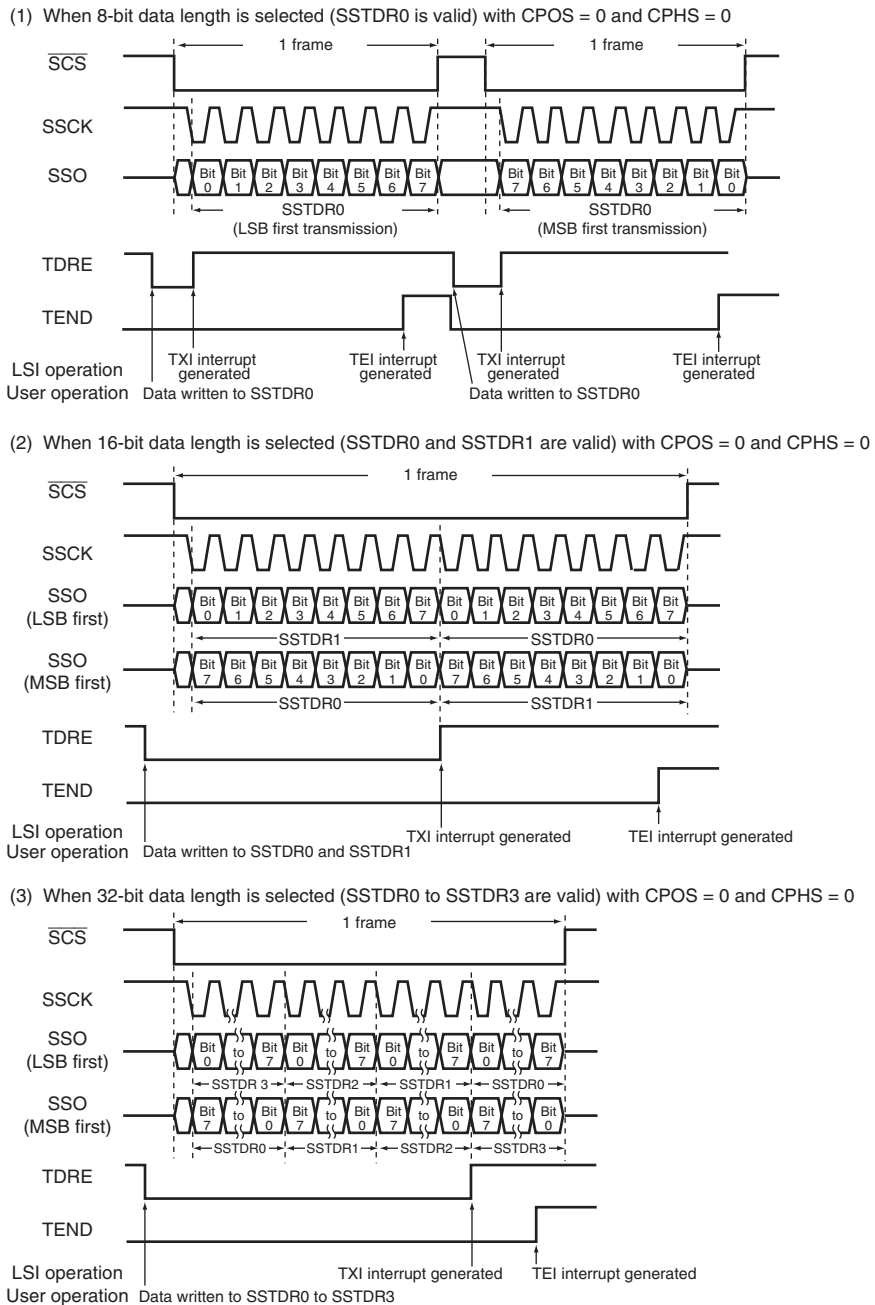 (1) When 8-bit data length is selected (SSTDR0 is valid) with CPOS = 0 and CPHS = 0
1 frame 1 frame
SCS
SSCK
SSO Bit 0 Bit 1 Bit 2 Bit 3 Bit 4 Bit 5 Bit 6 Bit 7 Bit 7 Bit 6 Bit 5 Bit 4 Bit 3 Bit 2 Bit 1 Bit 0
SSTDR0 SSTDR0
(LSB first transmission) (MSB first transmission)
TDRE
TEND
LSI operation TXI interrupt generated TEI interrupt generated TXI interrupt generated TEI interrupt generated
User operation Data written to SSTDR0 Data written to SSTDR0
(2) When 16-bit data length is selected (SSTDR0 and SSTDR1 are valid) with CPOS = 0 and CPHS = 0
1 frame
SCS
SSCK
SSO (LSB first) Bit 0 Bit 1 Bit 2 Bit 3 Bit 4 Bit 5 Bit 6 Bit 7 Bit 0 Bit 1 Bit 2 Bit 3 Bit 4 Bit 5 Bit 6 Bit 7
SSTDR1 SSTDR0
SSO (MSB first) Bit 7 Bit 6 Bit 5 Bit 4 Bit 3 Bit 2 Bit 1 Bit 0 Bit 7 Bit 6 Bit 5 Bit 4 Bit 3 Bit 2 Bit 1 Bit 0
SSTDR0 SSTDR1
TDRE
TEND
LSI operation TXI interrupt generated TEI interrupt generated
User operation Data written to SSTDR0 and SSTDR1
(3) When 32-bit data length is selected (SSTDR0 to SSTDR3 are valid) with CPOS = 0 and CPHS = 0
1 frame
SCS
SSCK
SSO (LSB first) Bit 0 to Bit 7 Bit 0 to Bit 7 Bit 0 to Bit 7 Bit 0 to Bit 7
SSTDR 3 SSTDR2 SSTDR1 SSTDR0
SSO (MSB first) Bit 7 to Bit 0 Bit 7 to Bit 0 Bit 7 to Bit 0 Bit 7 to Bit 0
SSTDR0 SSTDR1 SSTDR2 SSTDR3
TDRE
TEND
LSI operation TXI interrupt generated TEI interrupt generated
User operation Data written to SSTDR0 to SSTDR3